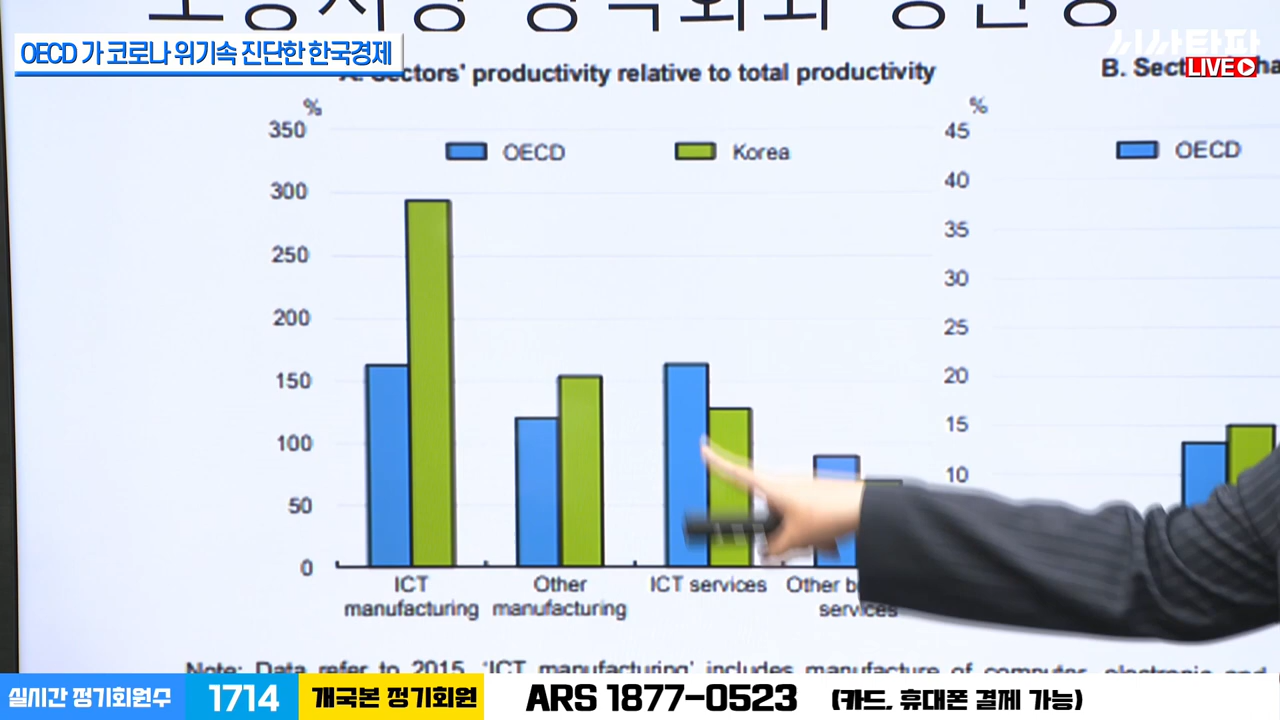 OECD 가 코로나 위기속 진단한 한국경제
시사타파
LIVE
A. Sectors' productivity relative to total productivity
B. Sect
%
350
300
250
200
150
100
50
0
OECD
Korea
ICT manufacturing
Other manufacturing
ICT services
Other b
services
%
45
40
35
30
25
20
15
10
OECD
Note: Data refer to 2015. 'ICT manufacturing' includes manufacture of computer, electronic and
실시간 정기회원수
1714
개국본 정기회원
ARS 1877-0523
(카드, 휴대폰 결제 가능)